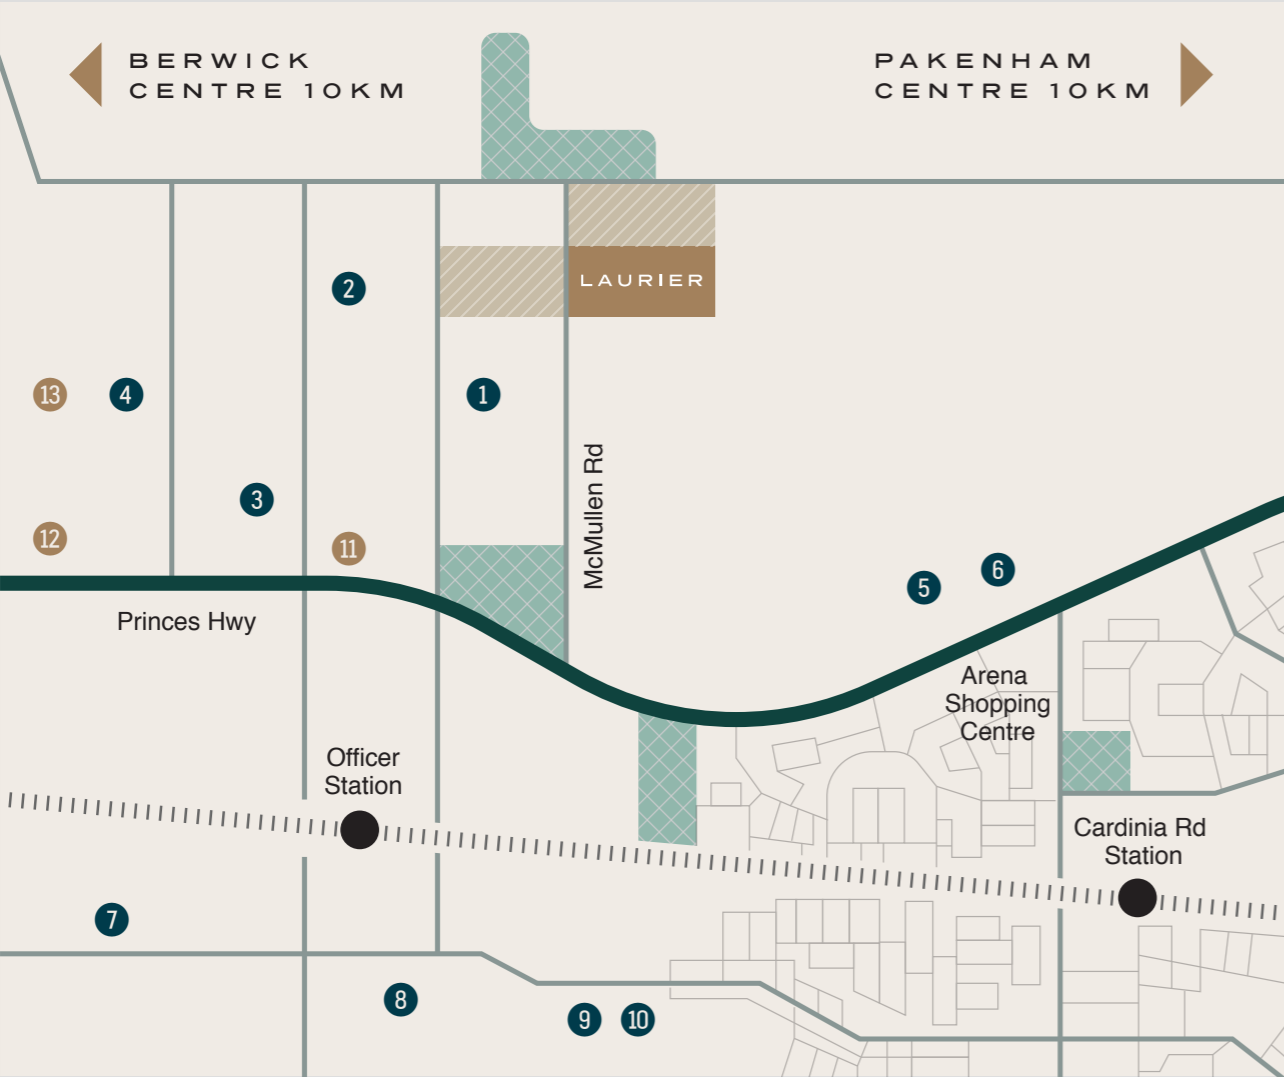 BERWICK
CENTRE 10KM
PAKENHAM
CENTRE 10KM
2
LAURIER
13
4
1
3
McMullen Rd
12
11
5
6
Princes Hwy
Arena
Shopping
Centre
Officer
Station
Cardinia Rd
Station
7
8
9
10